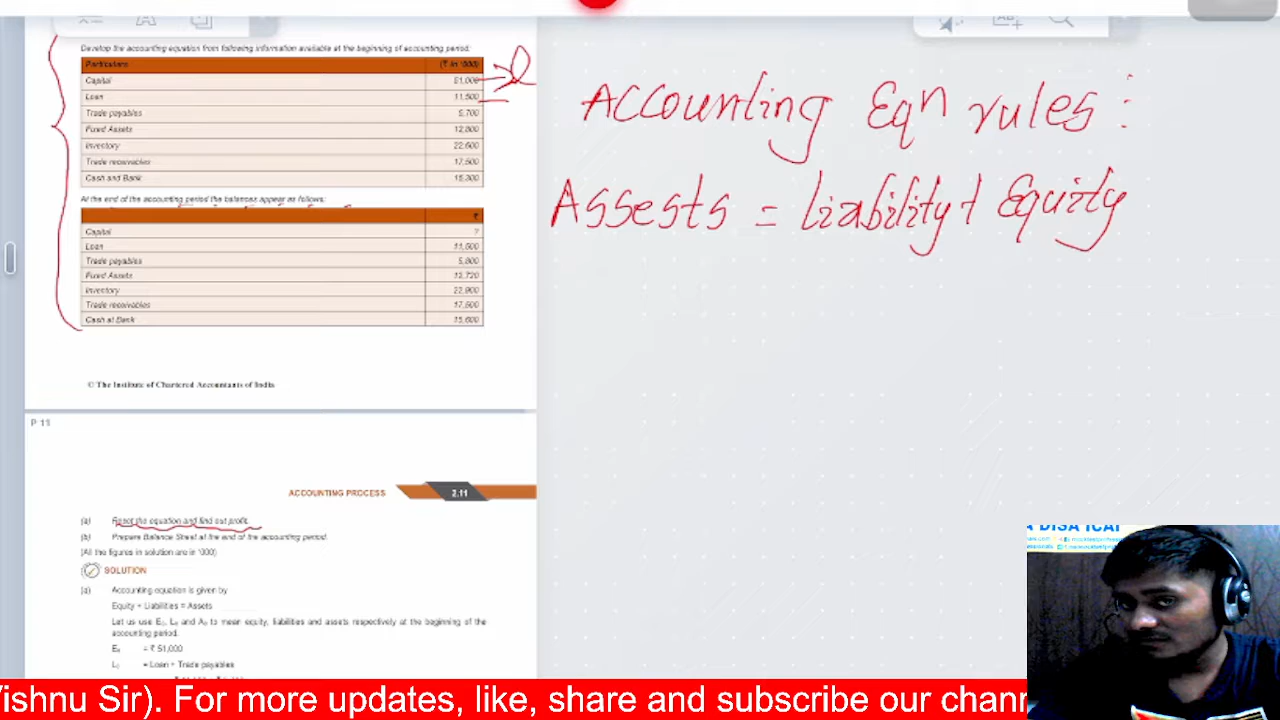 Develop the accounting equation from following information available at the beginning of accounting period:
Particulars (₹ in '000)
Capital 51,000
Loan 11,500
Trade payables 5,700
Fixed Assets 12,800
Inventory 22,600
Trade receivables 17,500
Cash and Bank 15,300
At the end of the accounting period the balances appear as follows:
₹
Capital ?
Loan 11,500
Trade payables 5,800
Fixed Assets 12,720
Inventory 22,900
Trade receivables 17,500
Cash at Bank 15,600
© The Institute of Chartered Accountants of India
P 11
ACCOUNTING PROCESS 2.11
(a) Reset the equation and find out profit.
(b) Prepare Balance Sheet at the end of the accounting period.
(All the figures in solution are in '000)
SOLUTION
(a) Accounting equation is given by
Equity + Liabilities = Assets
Let us use E₀, L₀ and A₀ to mean equity, liabilities and assets respectively at the beginning of the
accounting period.
E₀ = ₹ 51,000
L₀ = Loan + Trade payables
Accounting Eqn rules :
Assests = Liability + Equity
DISA ICAI
Vishnu Sir). For more updates, like, share and subscribe our chann